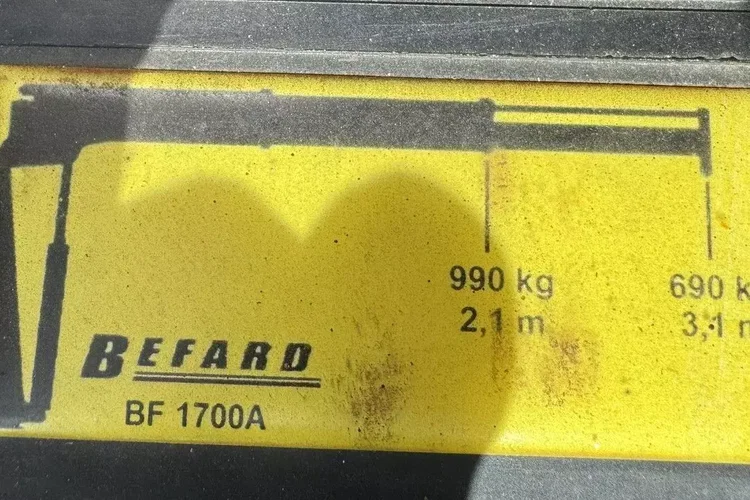 990 kg 690 k
2,1 m 3,1 m
BEFARD
BF 1700A